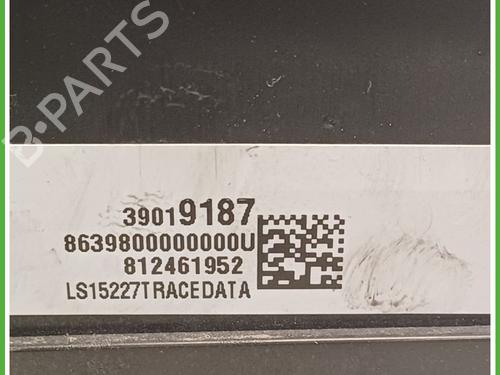 B-PARTS
39019187
8639800000000U
812461952
LS15227TRACEDATA